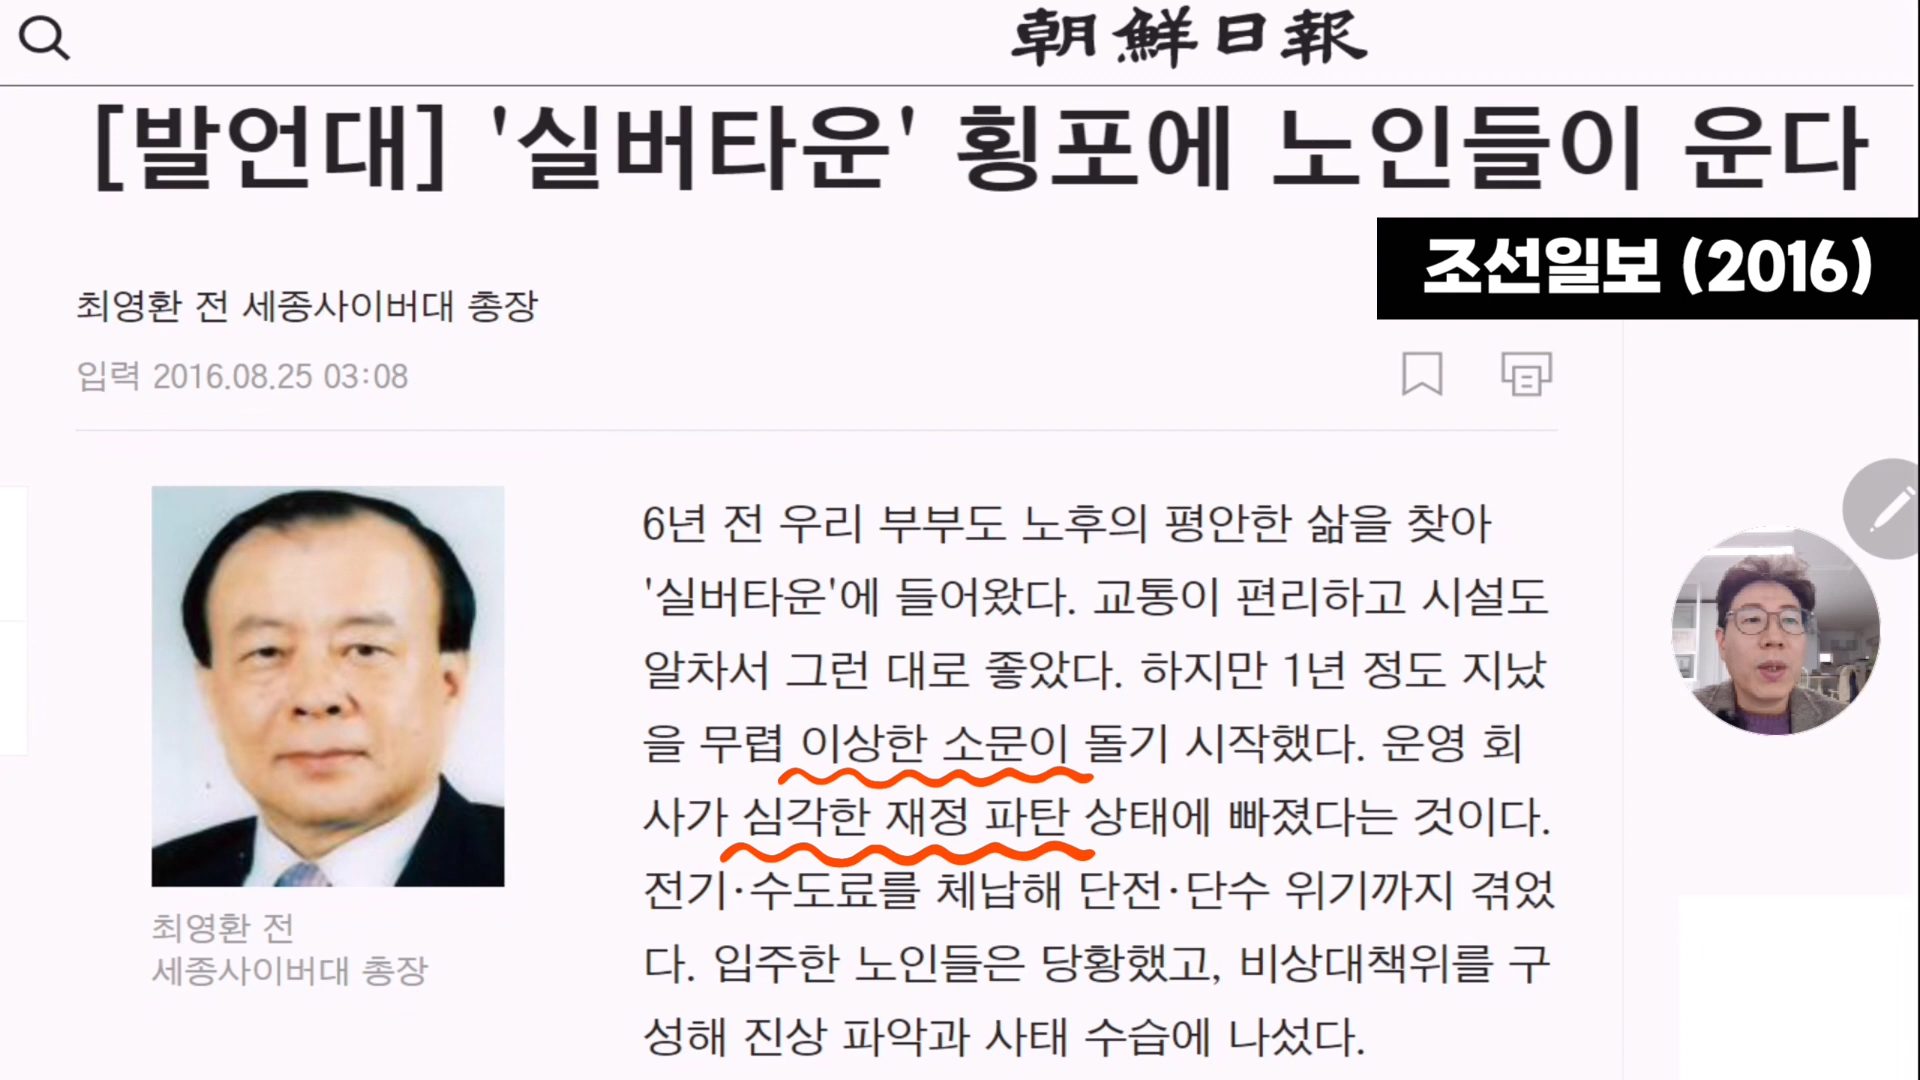 朝鮮日報
[발언대] '실버타운' 횡포에 노인들이 운다
조선일보 (2016)
최영환 전 세종사이버대 총장
입력 2016.08.25 03:08
최영환 전
세종사이버대 총장
6년 전 우리 부부도 노후의 평안한 삶을 찾아
'실버타운'에 들어왔다. 교통이 편리하고 시설도
알차서 그런 대로 좋았다. 하지만 1년 정도 지났
을 무렵 이상한 소문이 돌기 시작했다. 운영 회
사가 심각한 재정 파탄 상태에 빠졌다는 것이다.
전기·수도료를 체납해 단전·단수 위기까지 겪었
다. 입주한 노인들은 당황했고, 비상대책위를 구
성해 진상 파악과 사태 수습에 나섰다.